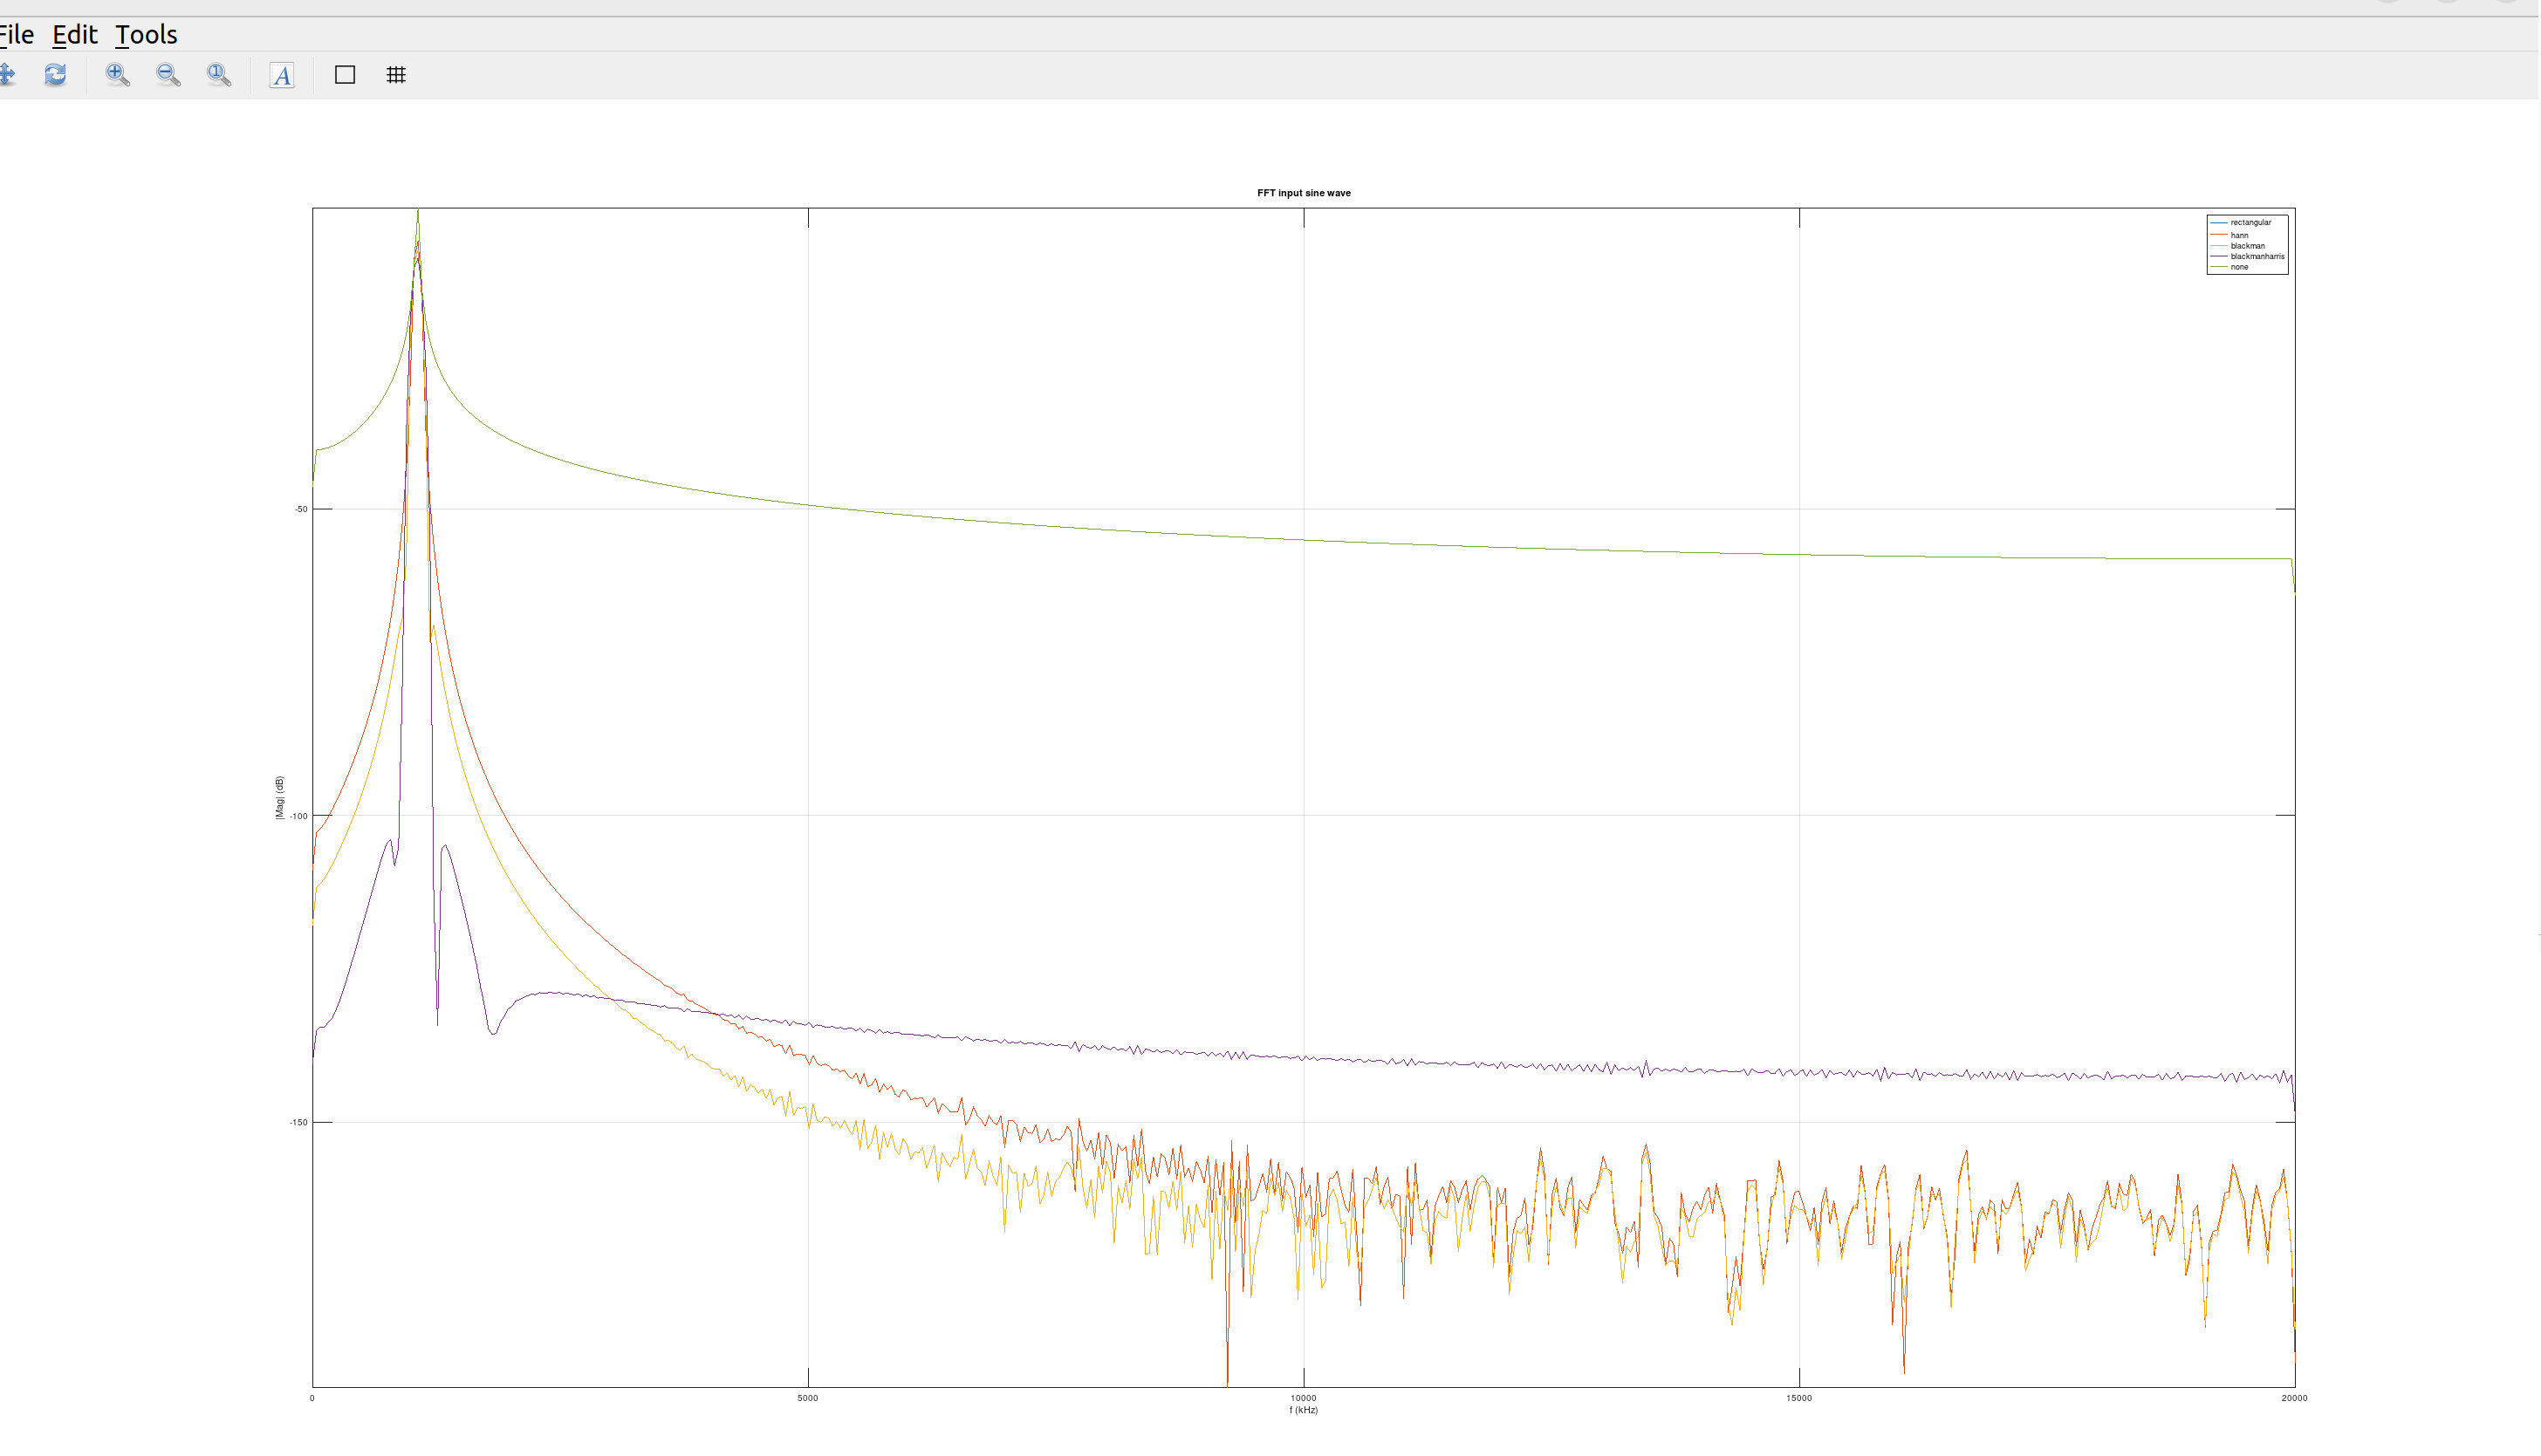 File Edit Tools
A
FFT input sine wave
rectangular
hann
blackman
blackmanharris
none
-50
|Mag| (dB)
-100
-150
0 5000 10000 15000 20000
f (kHz)